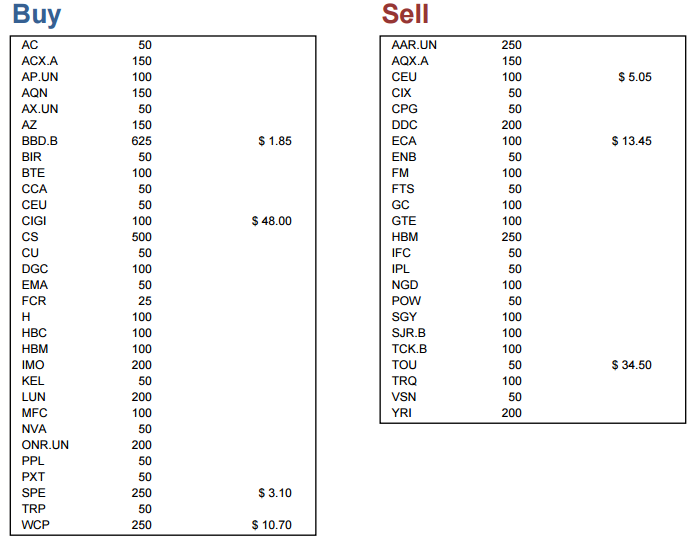 Buy
AC 50
ACX.A 150
AP.UN 100
AQN 150
AX.UN 50
AZ 150
BBD.B 625 $ 1.85
BIR 50
BTE 100
CCA 50
CEU 50
CIGI 100 $ 48.00
CS 500
CU 50
DGC 100
EMA 50
FCR 25
H 100
HBC 100
HBM 100
IMO 200
KEL 50
LUN 200
MFC 100
NVA 50
ONR.UN 200
PPL 50
PXT 50
SPE 250 $ 3.10
TRP 50
WCP 250 $ 10.70
Sell
AAR.UN 250
AQX.A 150
CEU 100 $ 5.05
CIX 50
CPG 50
DDC 200
ECA 100 $ 13.45
ENB 50
FM 100
FTS 50
GC 100
GTE 100
HBM 250
IFC 50
IPL 50
NGD 100
POW 50
SGY 100
SJR.B 100
TCK.B 100
TOU 50 $ 34.50
TRQ 100
VSN 50
YRI 200